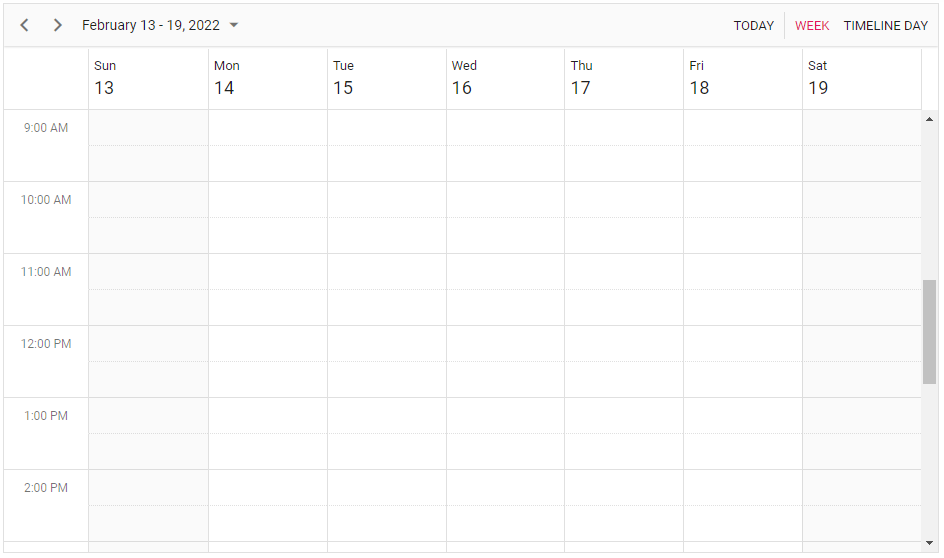 February 13 - 19, 2022 TODAY WEEK TIMELINE DAY
Sun Mon Tue Wed Thu Fri Sat
13 14 15 16 17 18 19
9:00 AM
10:00 AM
11:00 AM
12:00 PM
1:00 PM
2:00 PM